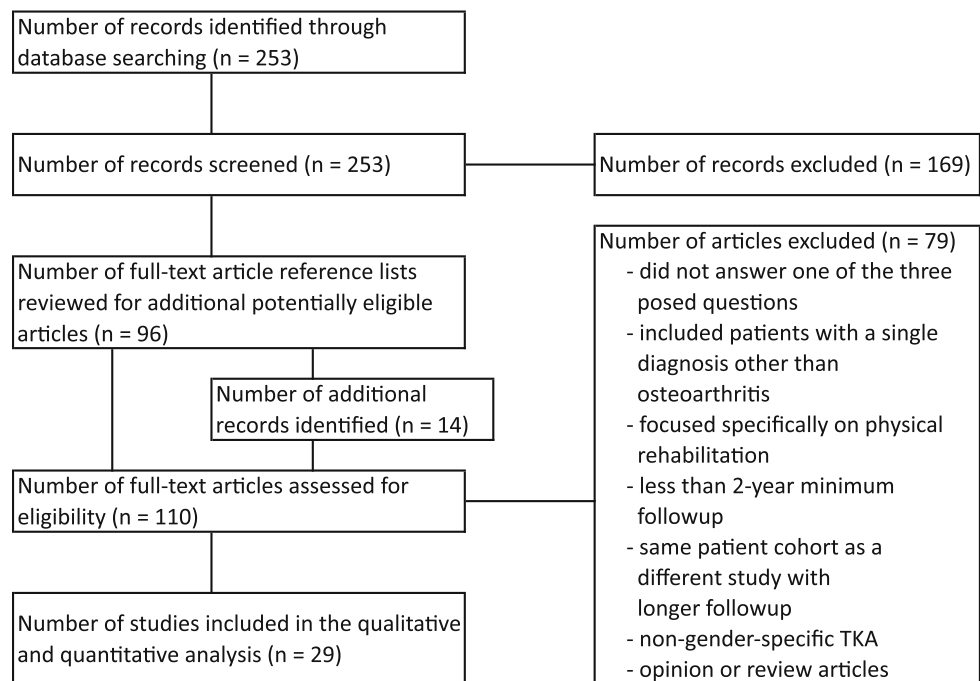 Number of records identified through
database searching (n = 253)
Number of records screened (n = 253)
Number of records excluded (n = 169)
Number of full-text article reference lists
reviewed for additional potentially eligible
articles (n = 96)
Number of additional
records identified (n = 14)
Number of full-text articles assessed for
eligibility (n = 110)
Number of articles excluded (n = 79)
- did not answer one of the three
posed questions
- included patients with a single
diagnosis other than
osteoarthritis
- focused specifically on physical
rehabilitation
- less than 2-year minimum
followup
- same patient cohort as a
different study with
longer followup
- non-gender-specific TKA
- opinion or review articles
Number of studies included in the qualitative
and quantitative analysis (n = 29)